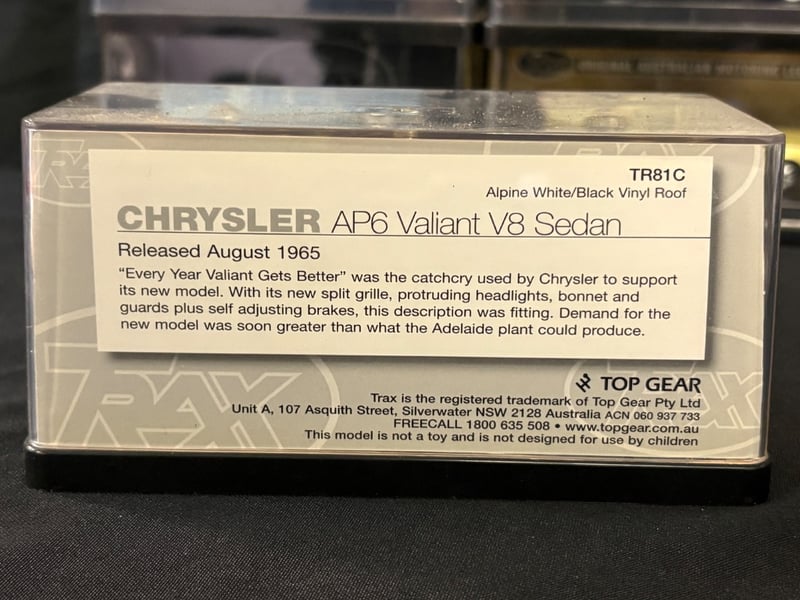 TRAX
TR81C
Alpine White/Black Vinyl Roof
CHRYSLER AP6 Valiant V8 Sedan
Released August 1965
“Every Year Valiant Gets Better” was the catchcry used by Chrysler to support
its new model. With its new split grille, protruding headlights, bonnet and
guards plus self adjusting brakes, this description was fitting. Demand for the
new model was soon greater than what the Adelaide plant could produce.
TRAX
TRAX
TOP GEAR
Trax is the registered trademark of Top Gear Pty Ltd
Unit A, 107 Asquith Street, Silverwater NSW 2128 Australia ACN 060 937 733
FREECALL 1800 635 508 • www.topgear.com.au
This model is not a toy and is not designed for use by children